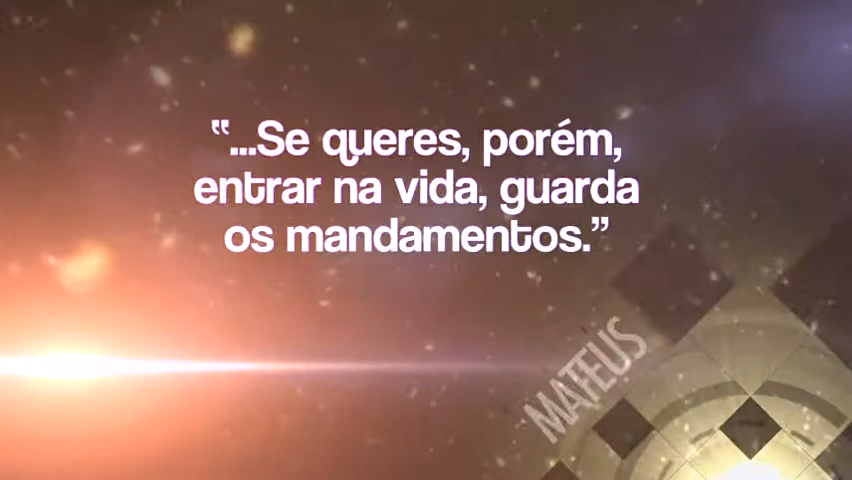 “...Se queres, porém,
entrar na vida, guarda
os mandamentos.”
MATEUS